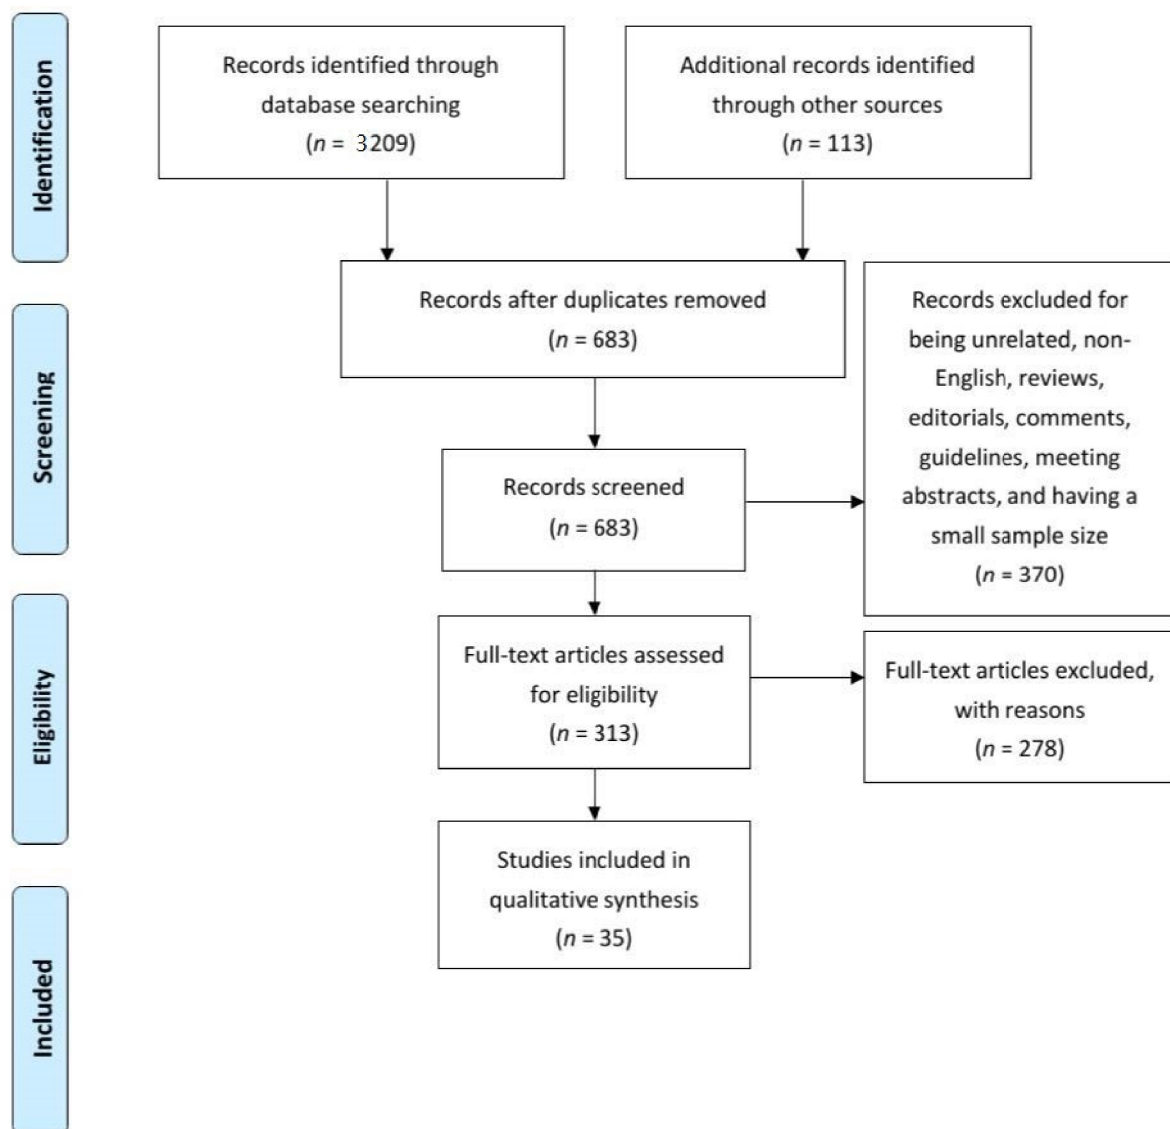 Identification
Records identified through
database searching
(n = 3209)
Additional records identified
through other sources
(n = 113)
Records after duplicates removed
(n = 683)
Screening
Records screened
(n = 683)
Records excluded for
being unrelated, non-
English, reviews,
editorials, comments,
guidelines, meeting
abstracts, and having a
small sample size
(n = 370)
Eligibility
Full-text articles assessed
for eligibility
(n = 313)
Full-text articles excluded,
with reasons
(n = 278)
Studies included in
qualitative synthesis
(n = 35)
Included